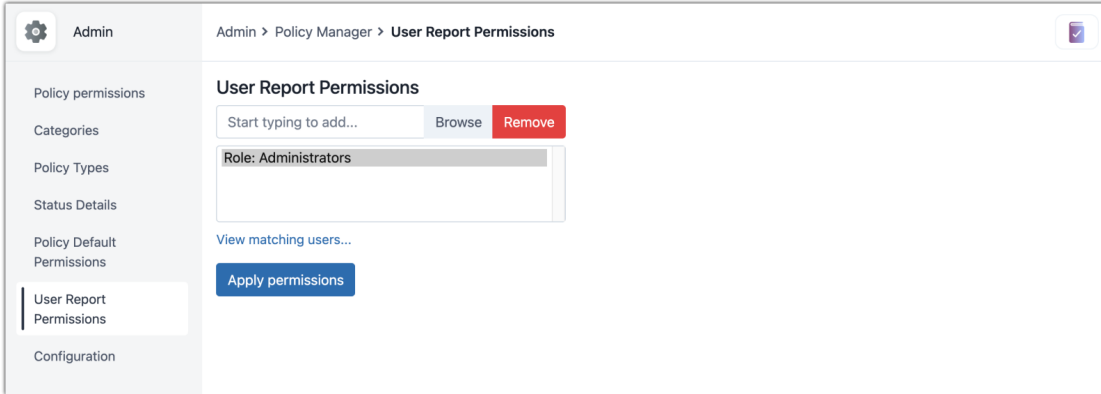 Admin
Admin > Policy Manager > User Report Permissions
Policy permissions
Categories
Policy Types
Status Details
Policy Default
Permissions
User Report
Permissions
Configuration
User Report Permissions
Start typing to add...
Browse
Remove
Role: Administrators
View matching users...
Apply permissions